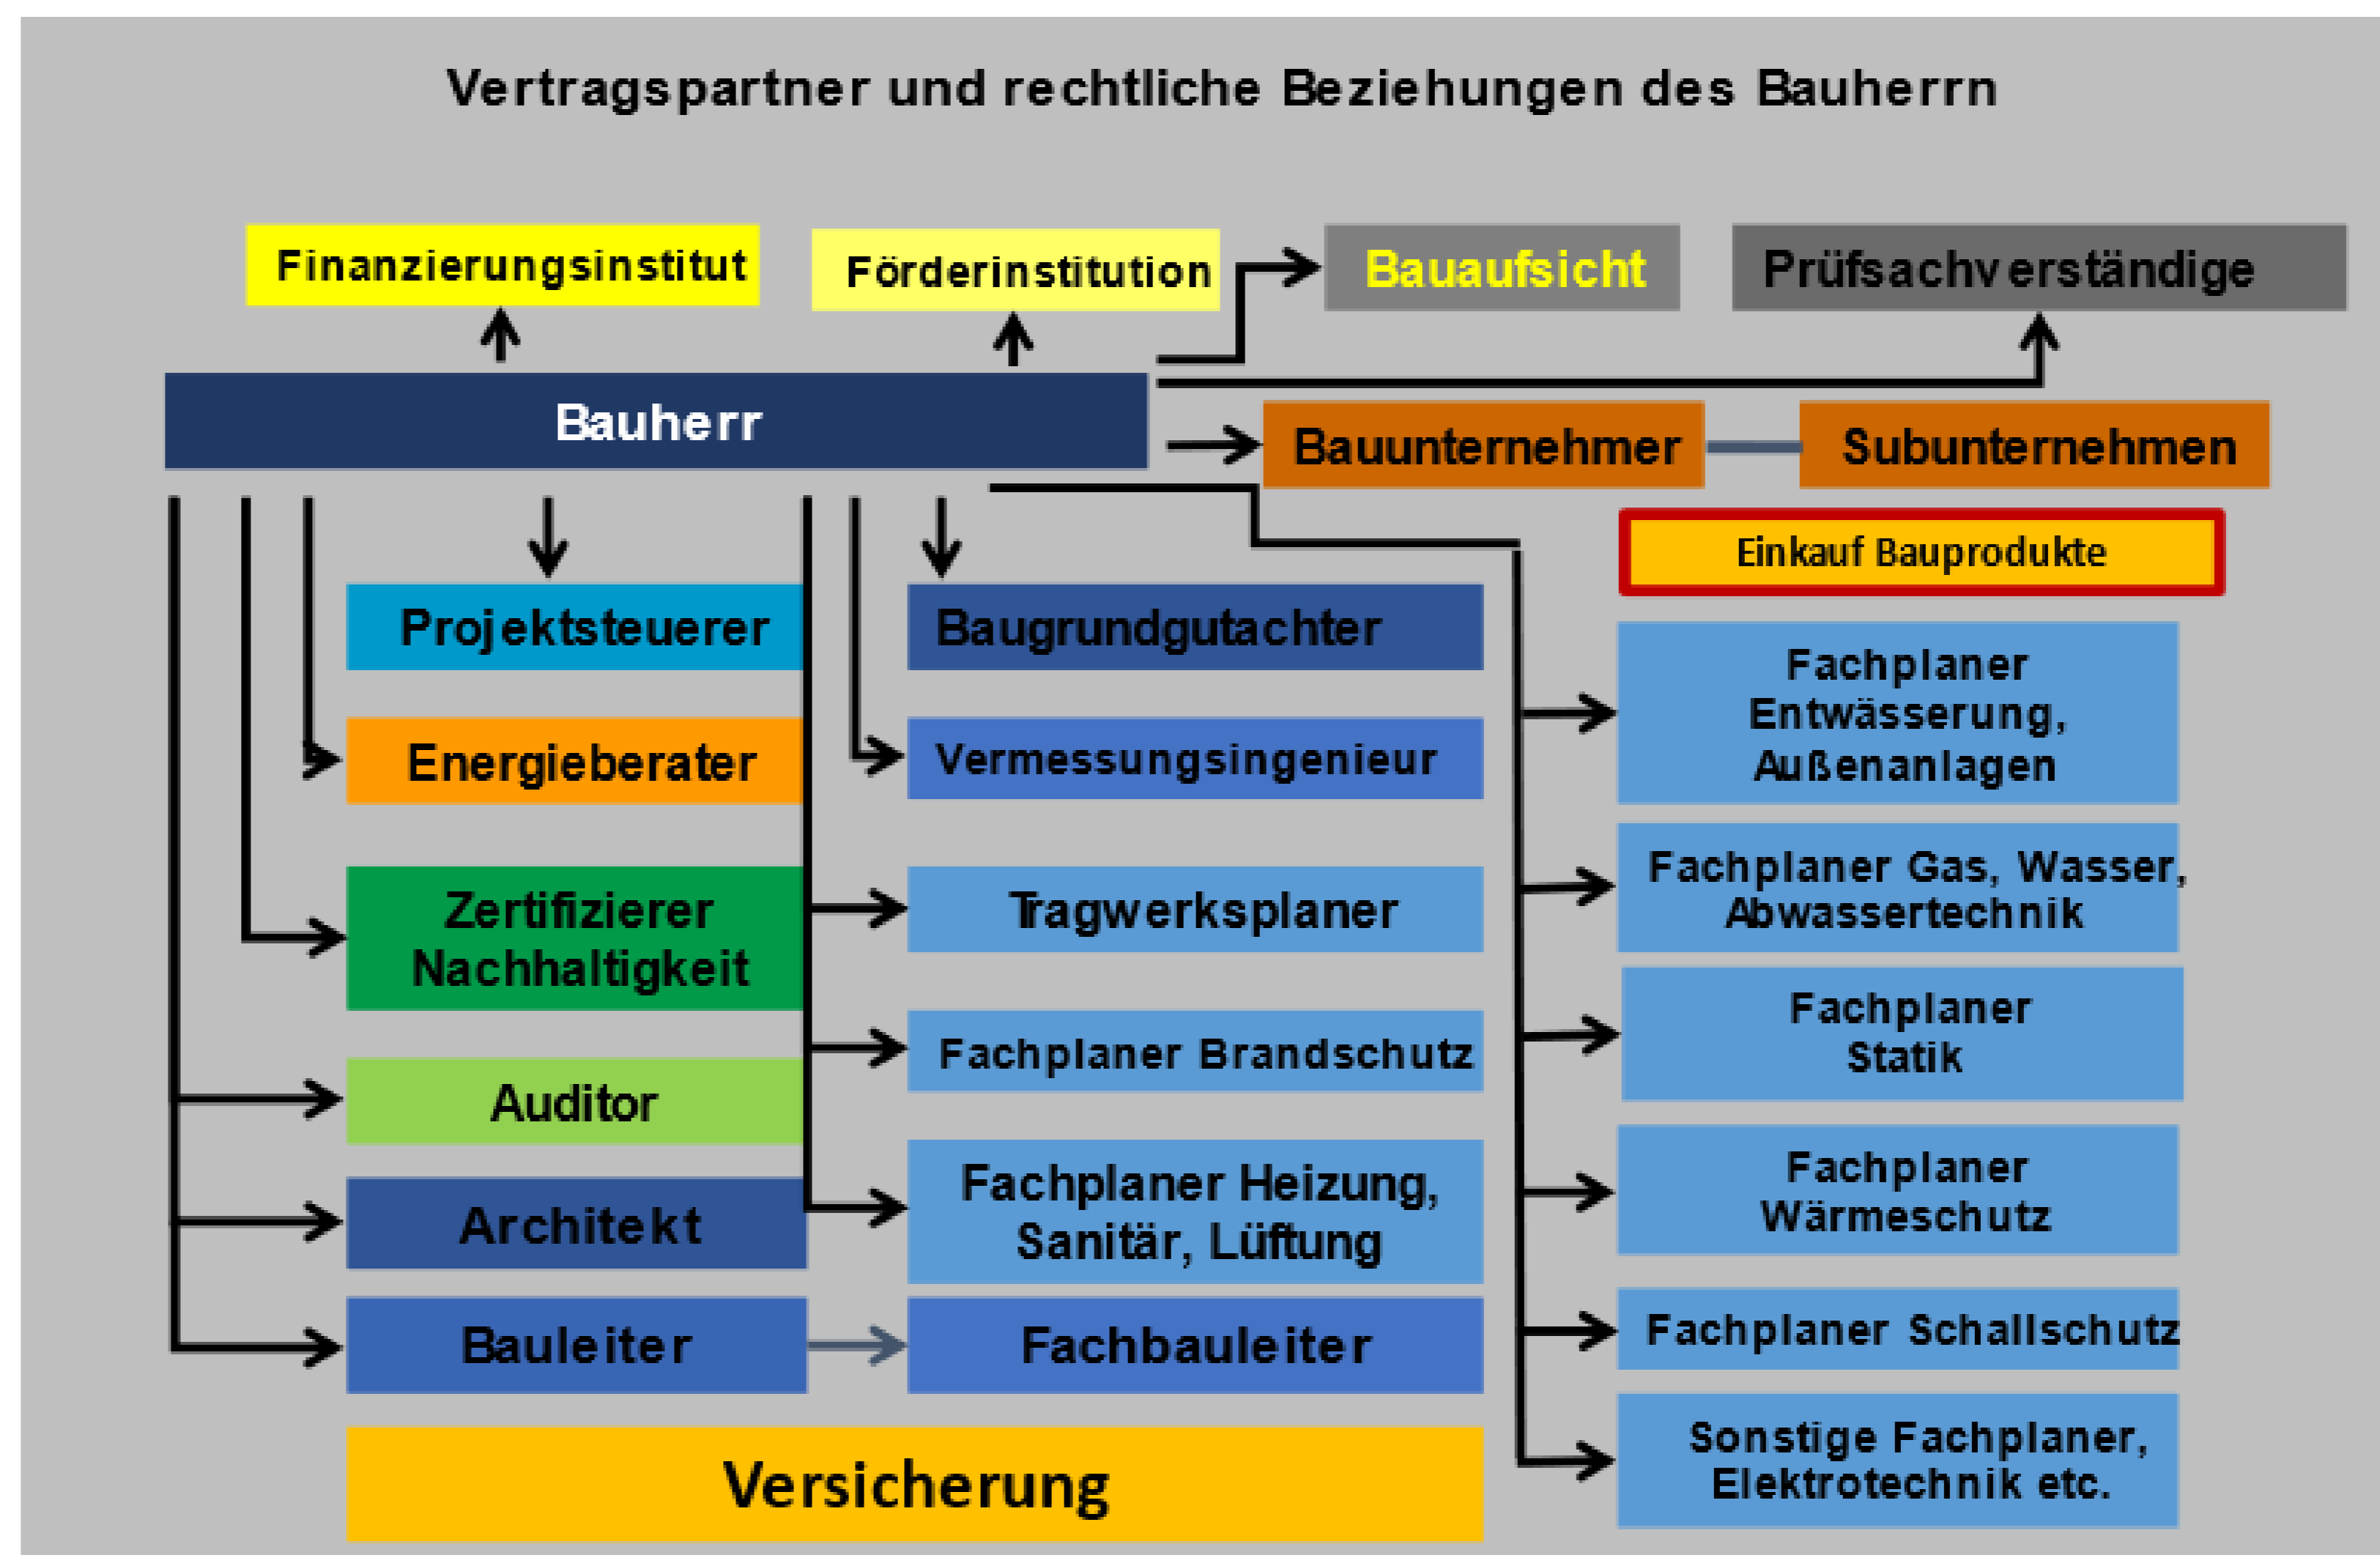 Vertragspartner und rechtliche Beziehungen des Bauherrn
Finanzierungsinstitut
Förderinstitution
Bauaufsicht
Prüfsachverständige
Bauherr
Bauunternehmer
Subunternehmen
Einkauf Bauprodukte
Projektsteuerer
Baugrundgutachter
Fachplaner
Entwässerung,
Außenanlagen
Energieberater
Vermessungsingenieur
Zertifizierer
Nachhaltigkeit
Tragwerksplaner
Fachplaner Gas, Wasser,
Abwassertechnik
Fachplaner
Statik
Auditor
Fachplaner Brandschutz
Architekt
Fachplaner Heizung,
Sanitär, Lüftung
Fachplaner
Wärmeschutz
Bauleiter
Fachbauleiter
Fachplaner Schallschutz
Versicherung
Sonstige Fachplaner,
Elektrotechnik etc.